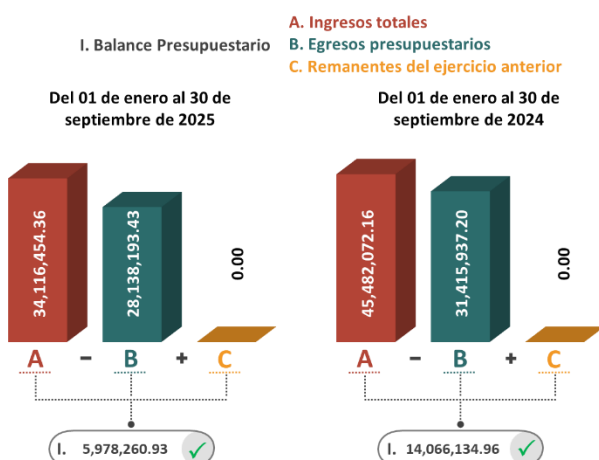 I. Balance Presupuestario
A. Ingresos totales
B. Egresos presupuestarios
C. Remanentes del ejercicio anterior
Del 01 de enero al 30 de
septiembre de 2025
34,116,454.36
28,138,193.43
0.00
A – B + C
I. 5,978,260.93 ✓
Del 01 de enero al 30 de
septiembre de 2024
45,482,072.16
31,415,937.20
0.00
A – B + C
I. 14,066,134.96 ✓